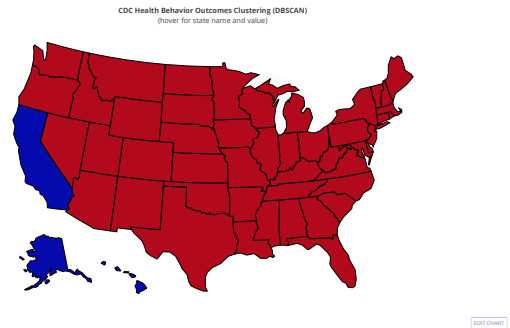 CDC Health Behavior Outcomes Clustering (DBSCAN)
(hover for state name and value)
EDIT CHART